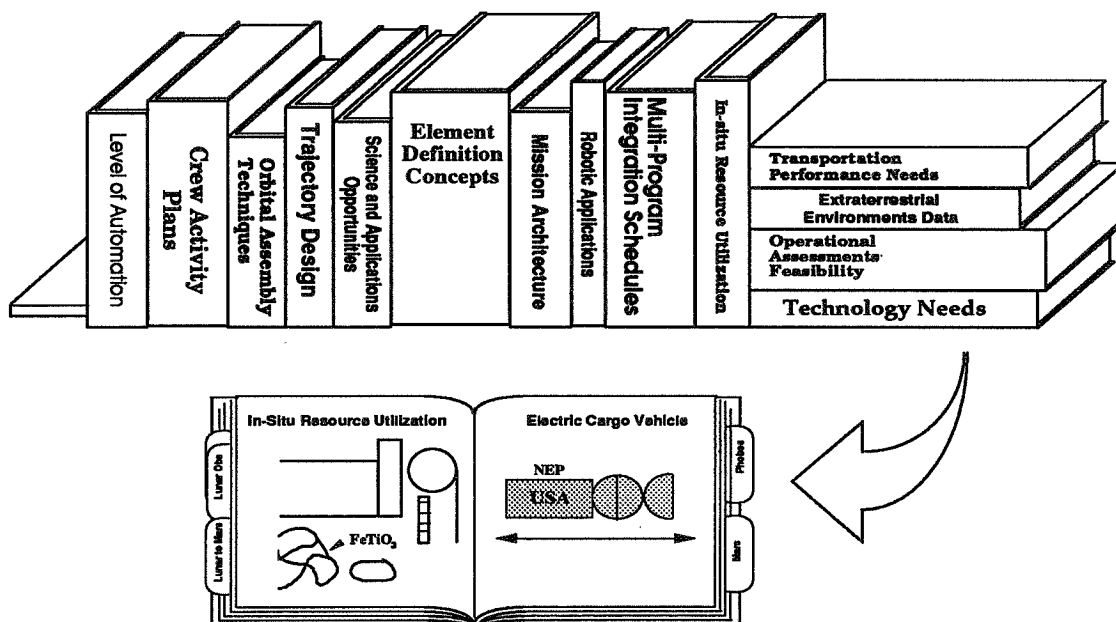 Level of Automation
Crew Activity
Plans
Orbital Assembly
Techniques
Trajectory Design
Science and Applications
Opportunities
Element
Definition
Concepts
Mission Architecture
Robotic Applications
Multi-Program
Integration Schedules
In-situ Resource Utilization
Transportation
Performance Needs
Extraterrestrial
Environments Data
Operational
Assessments
Feasibility
Technology Needs
In-Situ Resource Utilization
Electric Cargo Vehicle
Lunar Obs
Lunar to Mars
FeTiO₃
NEP
USA
Phobos
Mars